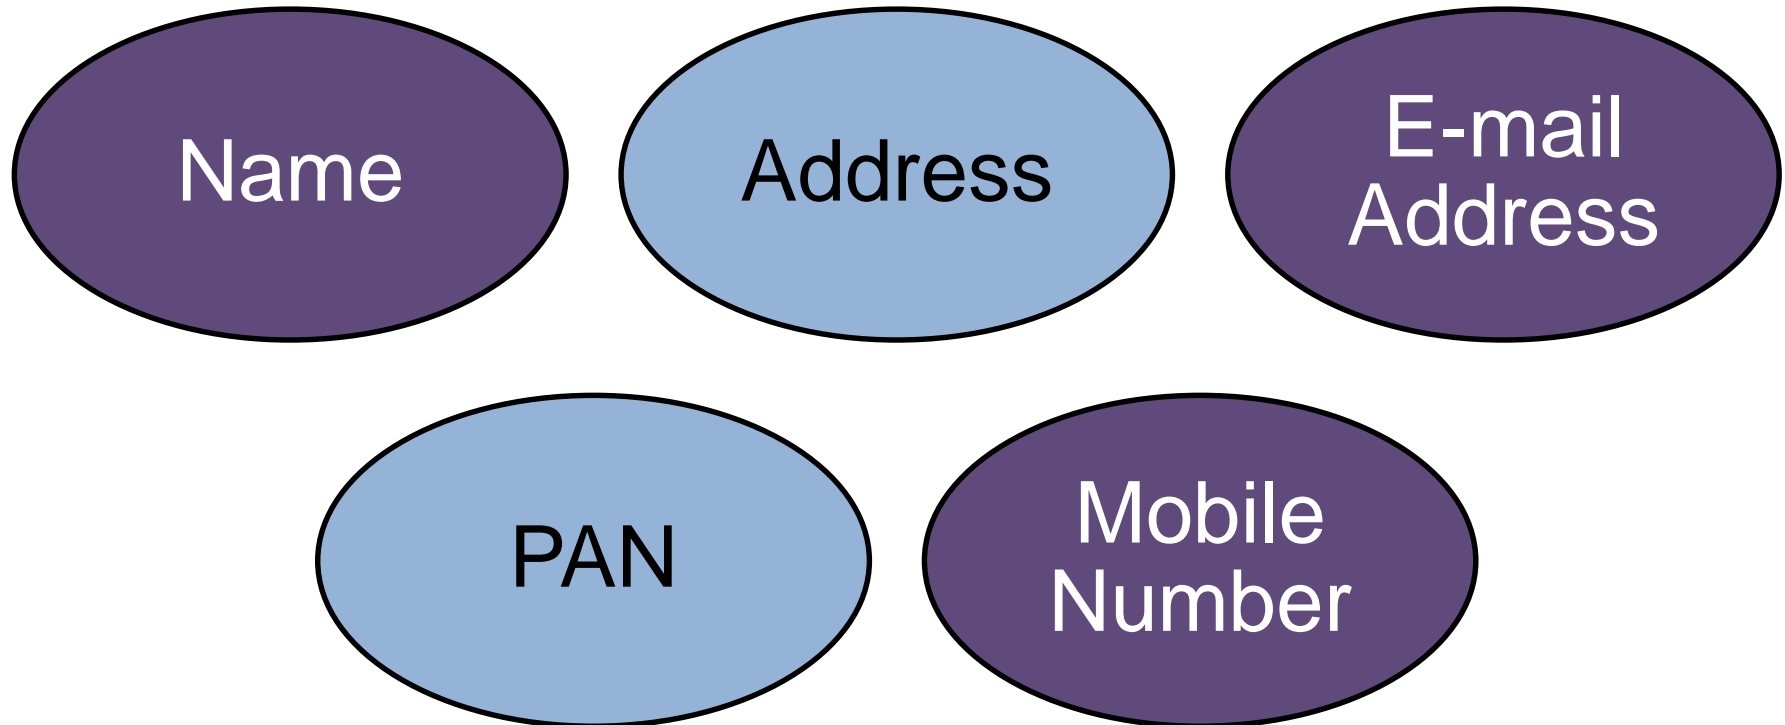 Name
Address
E-mail
Address
PAN
Mobile
Number